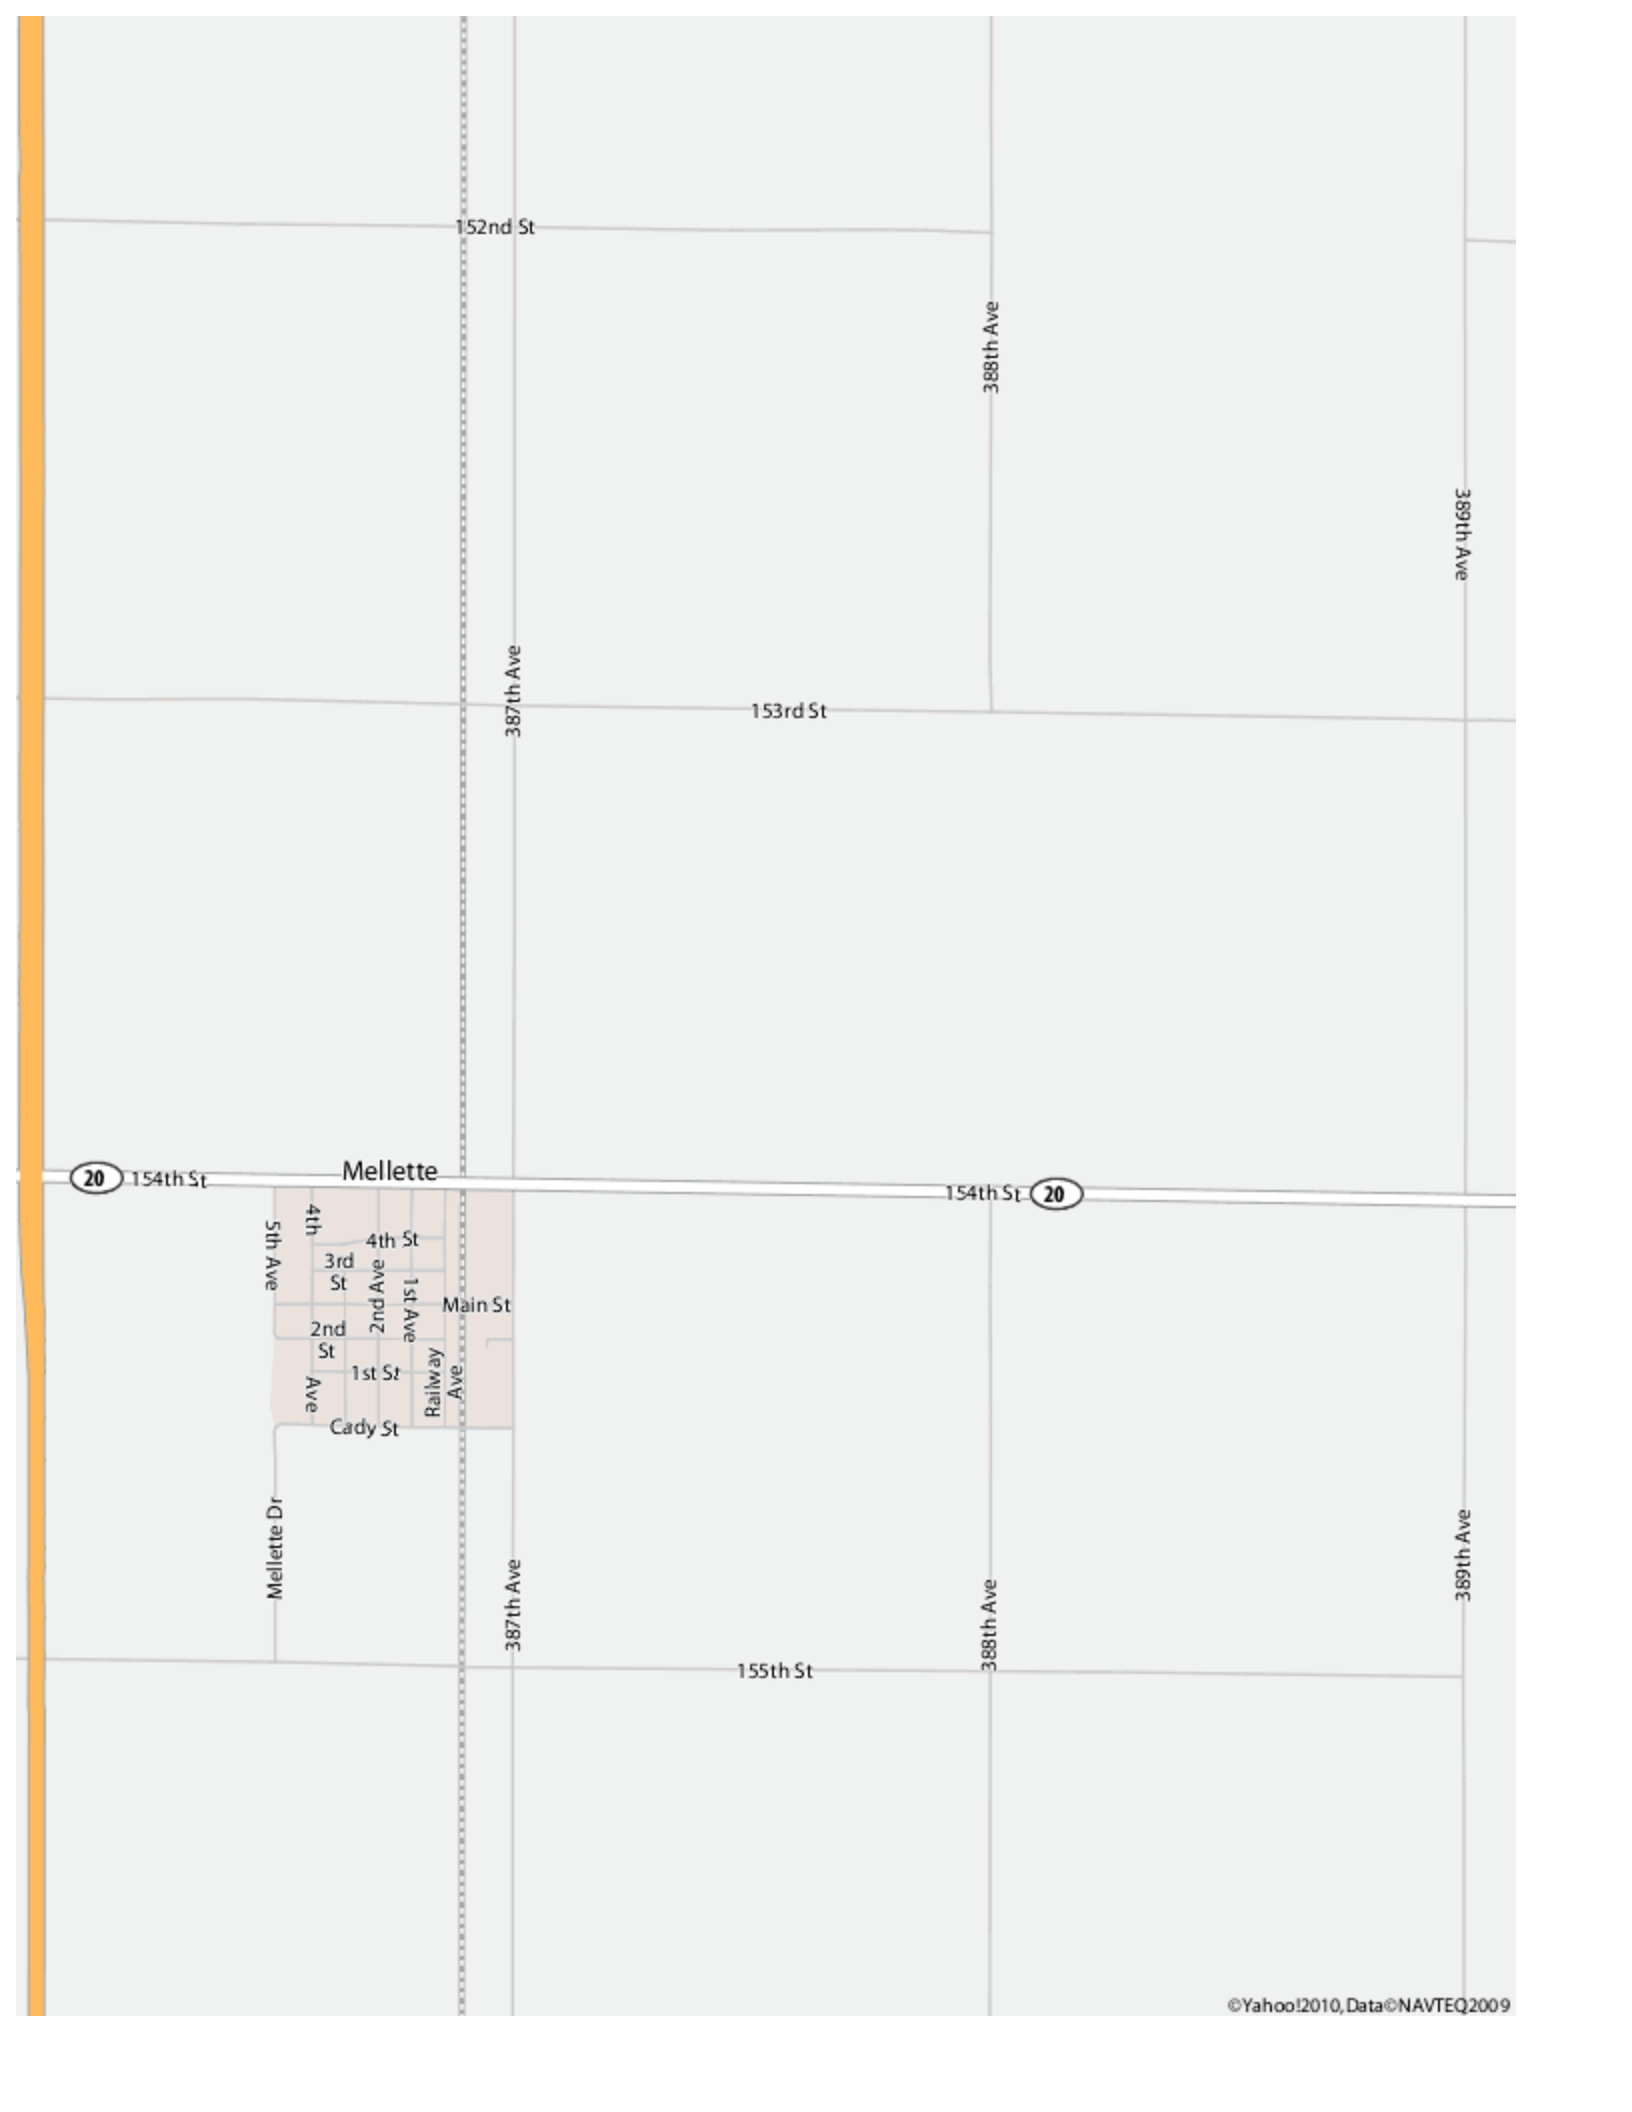 152nd St
388th Ave
389th Ave
387th Ave
153rd St
Mellette
20
154th St
154th St
20
5th Ave
4th
4th St
3rd
St
2nd Ave
1st Ave
Main St
2nd
St
1st St
Railway
Ave
Ave
Cady St
Mellette Dr
387th Ave
388th Ave
389th Ave
155th St
©Yahoo!2010,Data©NAVTEQ2009